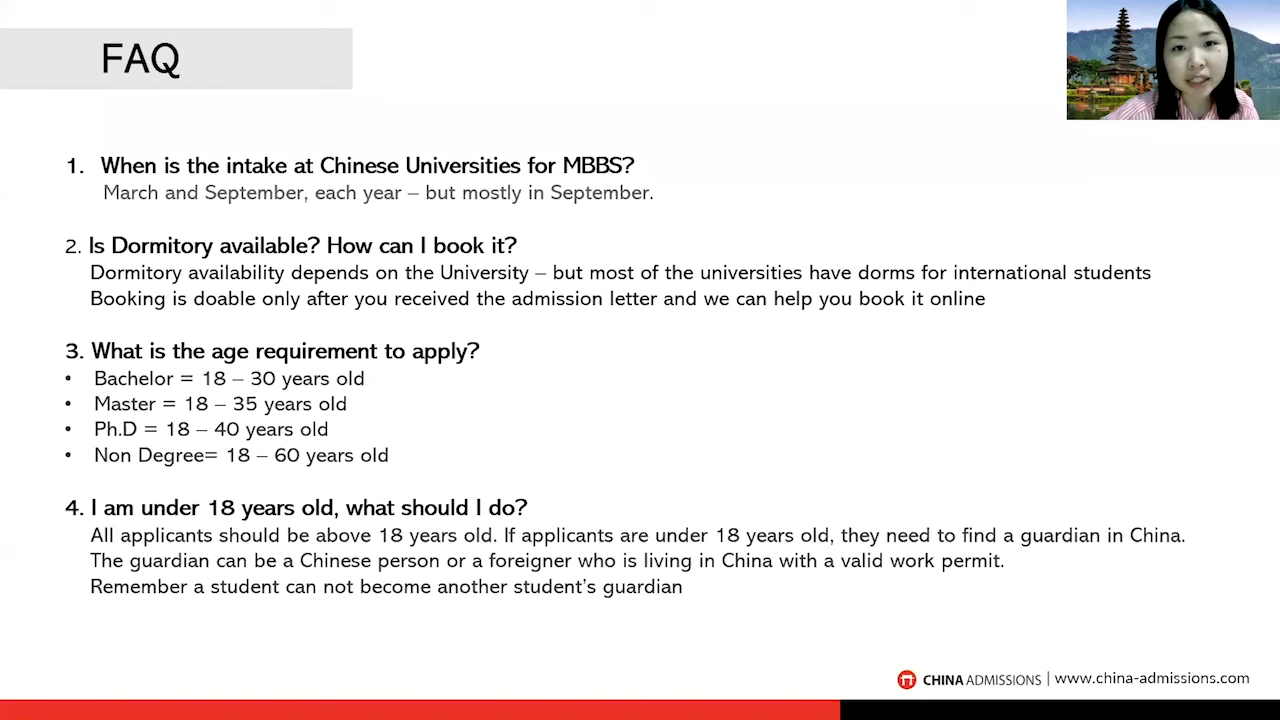 FAQ
1. When is the intake at Chinese Universities for MBBS?
March and September, each year – but mostly in September.
2. Is Dormitory available? How can I book it?
Dormitory availability depends on the University – but most of the universities have dorms for international students
Booking is doable only after you received the admission letter and we can help you book it online
3. What is the age requirement to apply?
• Bachelor = 18 – 30 years old
• Master = 18 – 35 years old
• Ph.D = 18 – 40 years old
• Non Degree= 18 – 60 years old
4. I am under 18 years old, what should I do?
All applicants should be above 18 years old. If applicants are under 18 years old, they need to find a guardian in China.
The guardian can be a Chinese person or a foreigner who is living in China with a valid work permit.
Remember a student can not become another student's guardian
CHINA ADMISSIONS | www.china-admissions.com